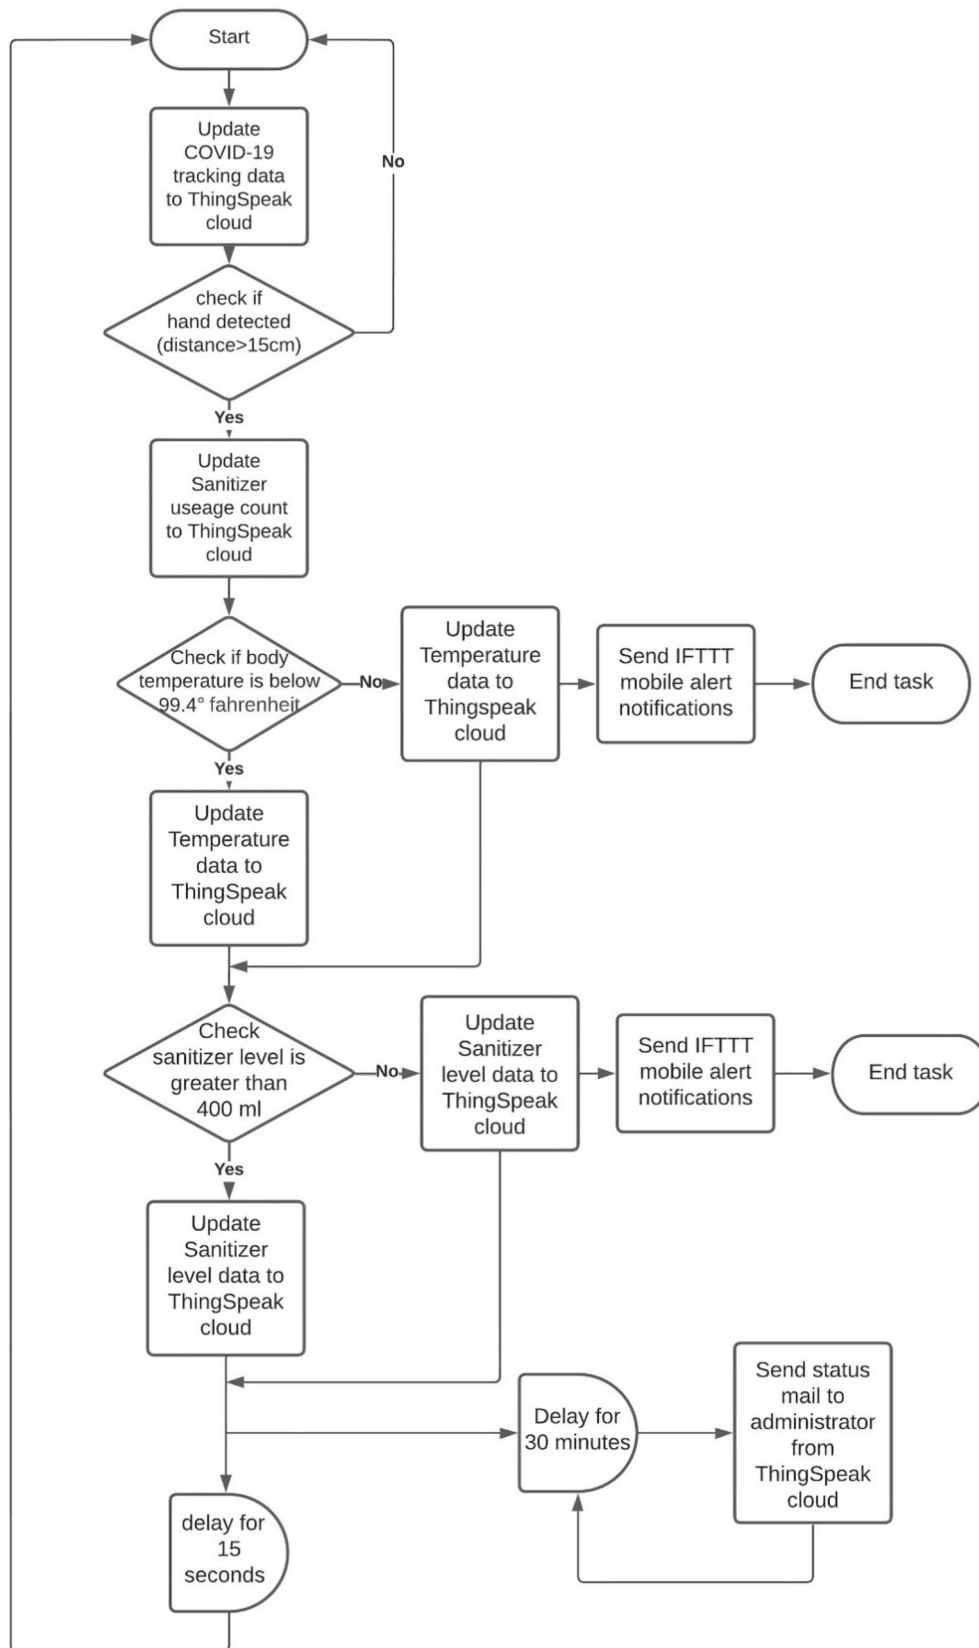 Start
Update
COVID-19
tracking data
to ThingSpeak
cloud
No
check if
hand detected
(distance>15cm)
Yes
Update
Sanitizer
useage count
to ThingSpeak
cloud
Check if body
temperature is below
99.4° fahrenheit
No
Update
Temperature
data to
Thingspeak
cloud
Send IFTTT
mobile alert
notifications
End task
Yes
Update
Temperature
data to
ThingSpeak
cloud
Check
sanitizer level is
greater than
400 ml
No
Update
Sanitizer
level data to
ThingSpeak
cloud
Send IFTTT
mobile alert
notifications
End task
Yes
Update
Sanitizer
level data to
ThingSpeak
cloud
Delay for
30 minutes
Send status
mail to
administrator
from
ThingSpeak
cloud
delay for
15
seconds